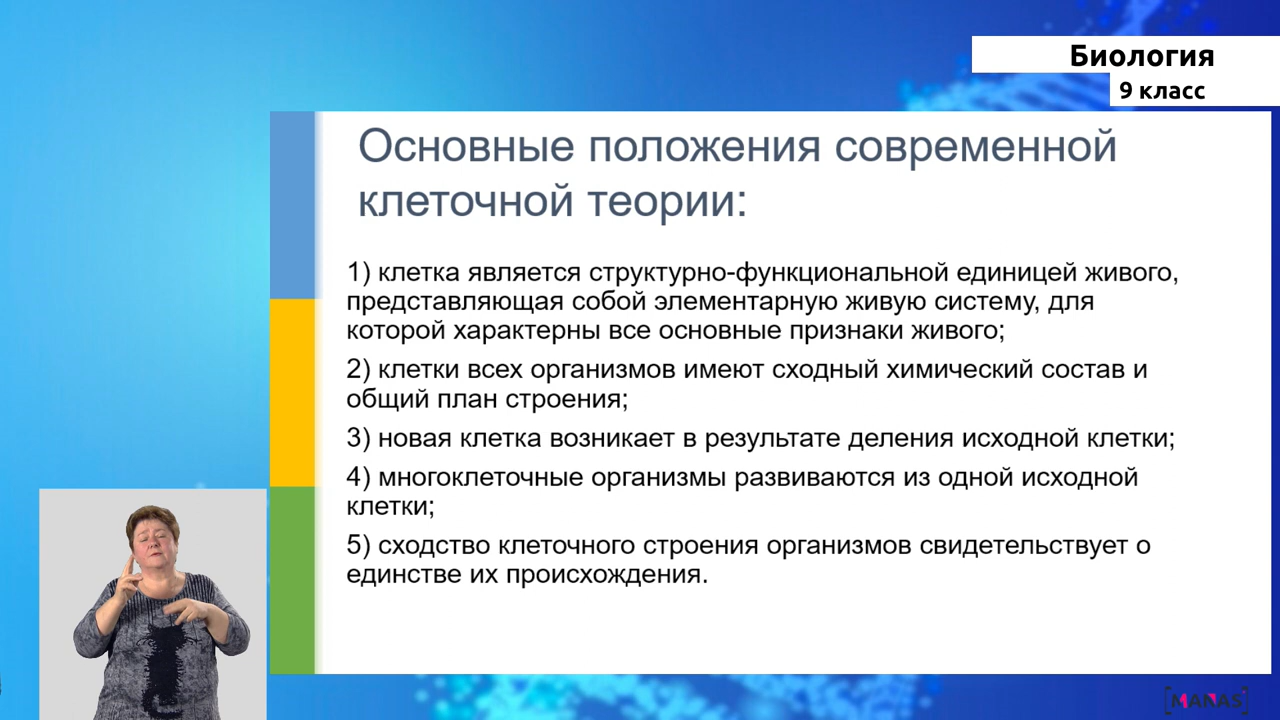 Биология
9 класс
Основные положения современной
клеточной теории:
1) клетка является структурно-функциональной единицей живого,
представляющая собой элементарную живую систему, для
которой характерны все основные признаки живого;
2) клетки всех организмов имеют сходный химический состав и
общий план строения;
3) новая клетка возникает в результате деления исходной клетки;
4) многоклеточные организмы развиваются из одной исходной
клетки;
5) сходство клеточного строения организмов свидетельствует о
единстве их происхождения.
[MANAS]